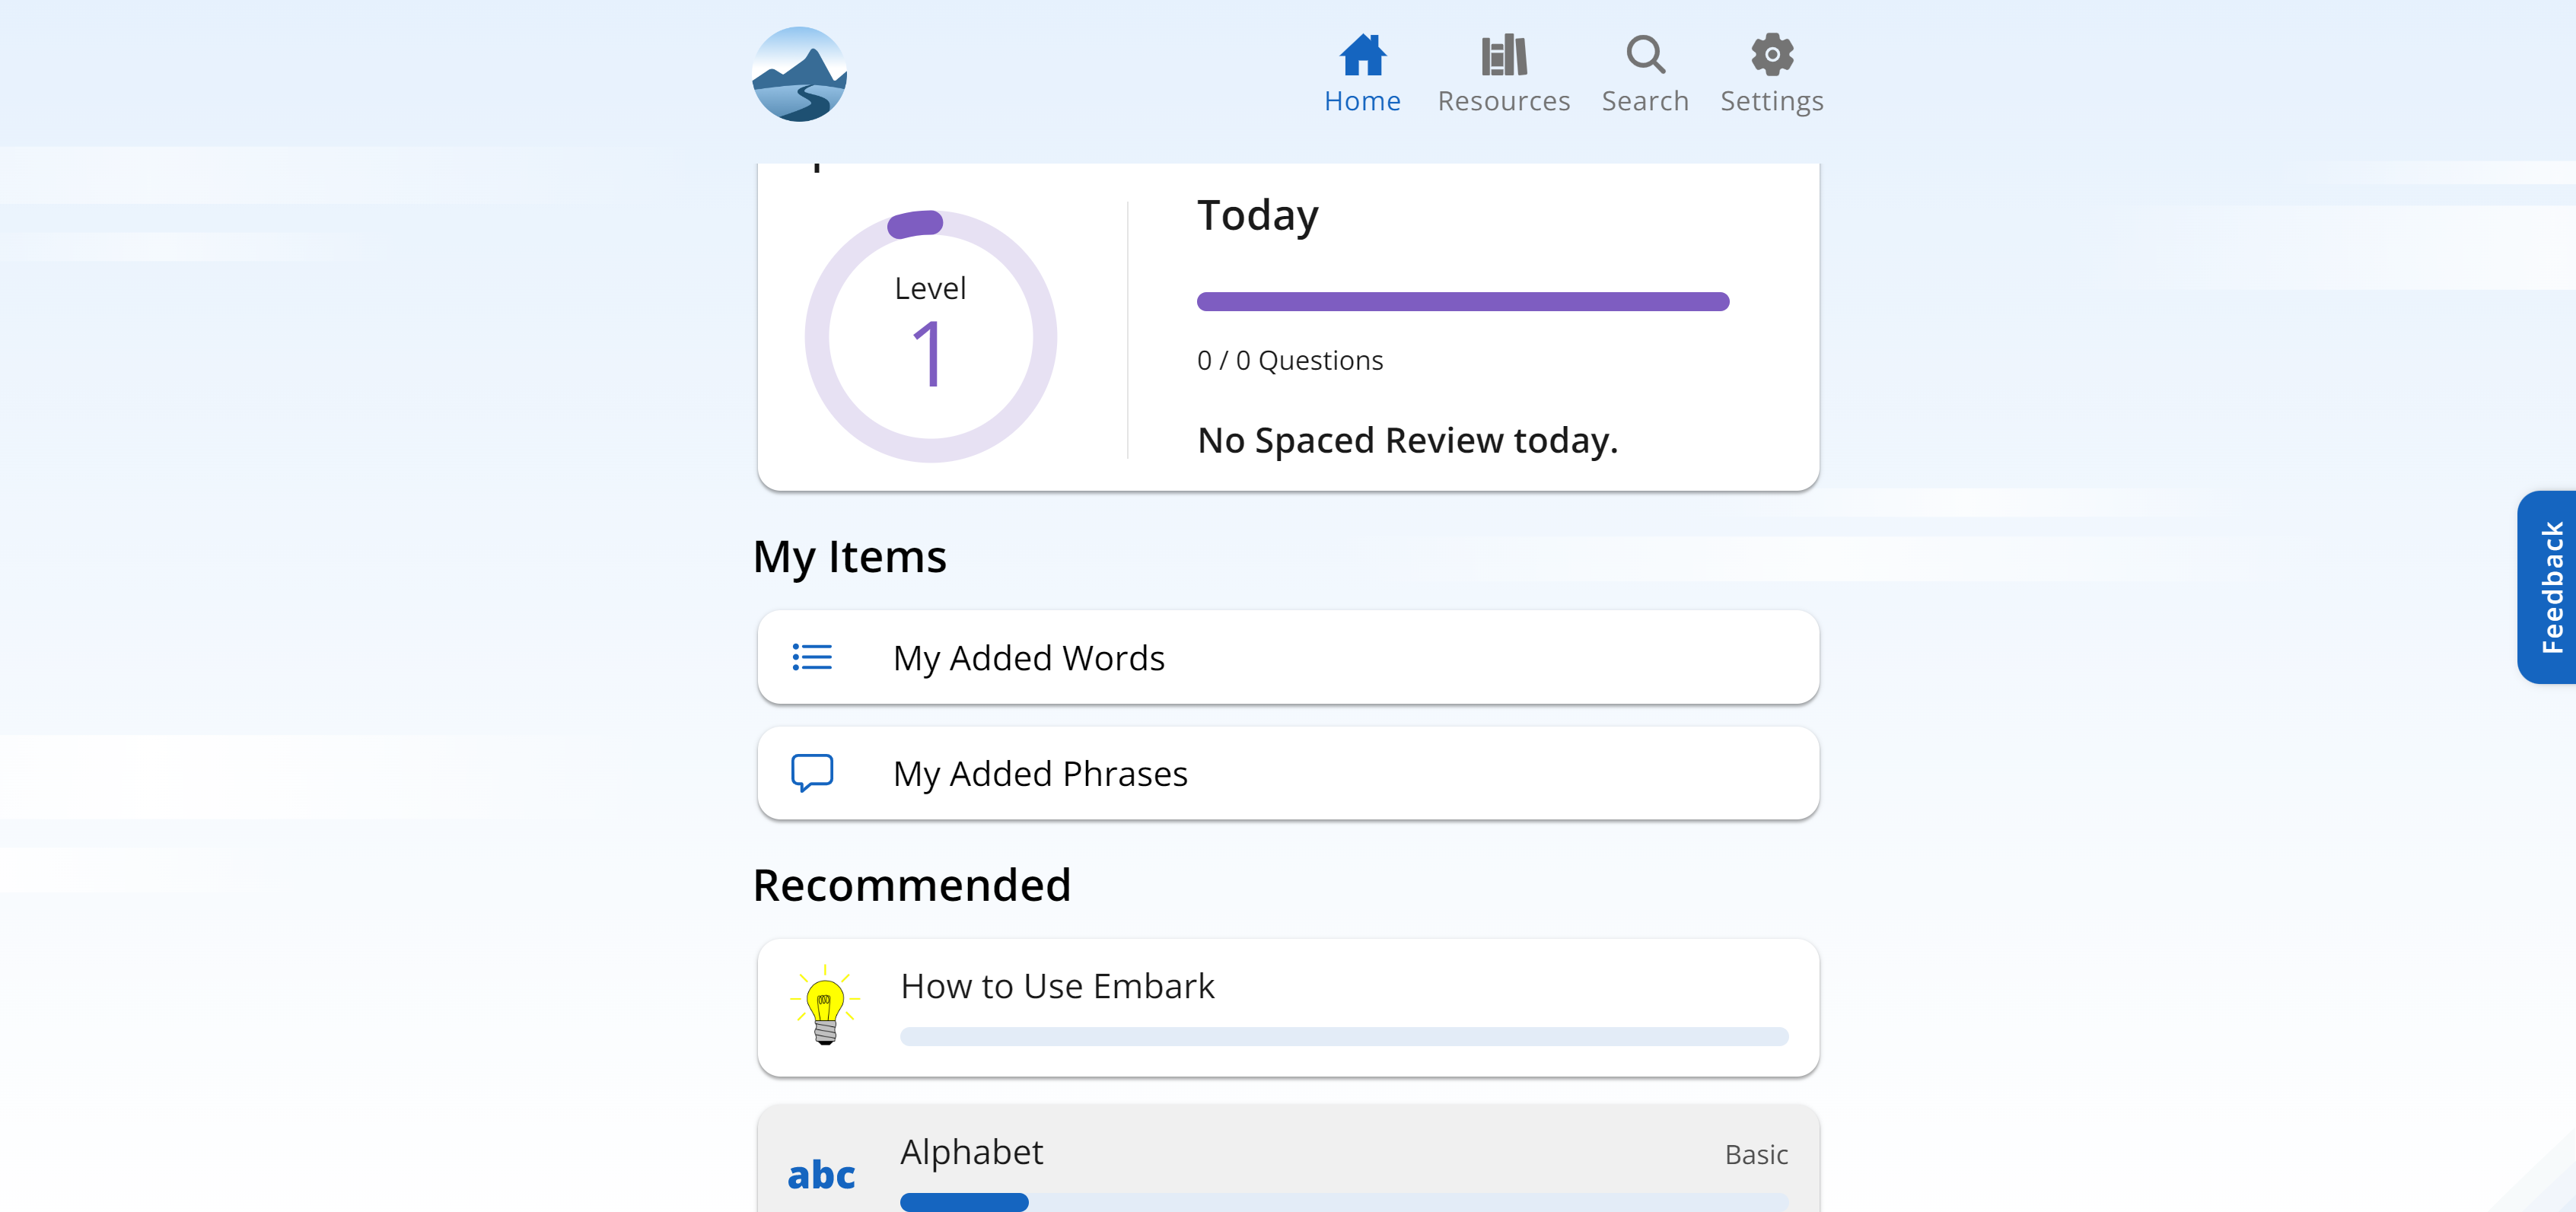 Home Resources Search Settings
Today
Level
1
0 / 0 Questions
No Spaced Review today.
My Items
My Added Words
My Added Phrases
Feedback
Recommended
How to Use Embark
Alphabet Basic
abc